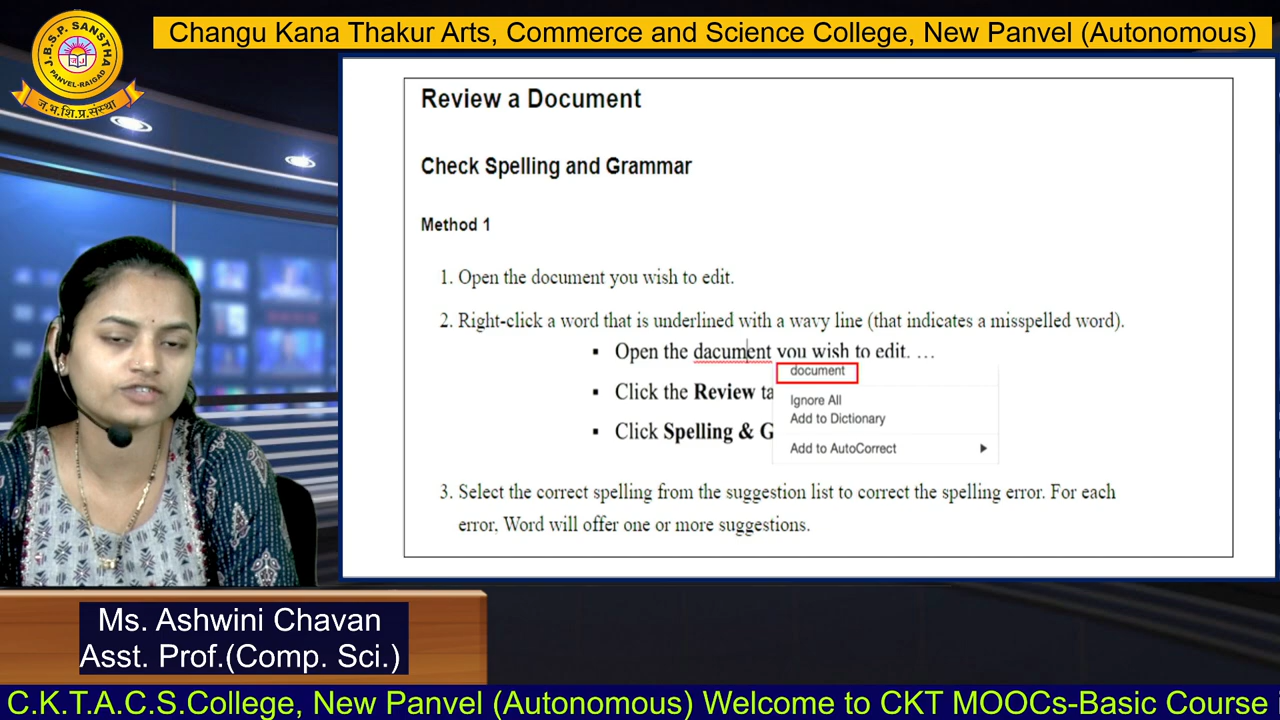 Changu Kana Thakur Arts, Commerce and Science College, New Panvel (Autonomous)
J.B.S.P. SANSTHA
PANVEL-RAIGAD
ज.भ.शि.प्र.संस्था
Review a Document
Check Spelling and Grammar
Method 1
1. Open the document you wish to edit.
2. Right-click a word that is underlined with a wavy line (that indicates a misspelled word).
▪ Open the dacument you wish to edit. …
document
▪ Click the Review ta
Ignore All
Add to Dictionary
▪ Click Spelling & G
Add to AutoCorrect
3. Select the correct spelling from the suggestion list to correct the spelling error. For each
error, Word will offer one or more suggestions.
Ms. Ashwini Chavan
Asst. Prof.(Comp. Sci.)
C.K.T.A.C.S.College, New Panvel (Autonomous) Welcome to CKT MOOCs-Basic Course